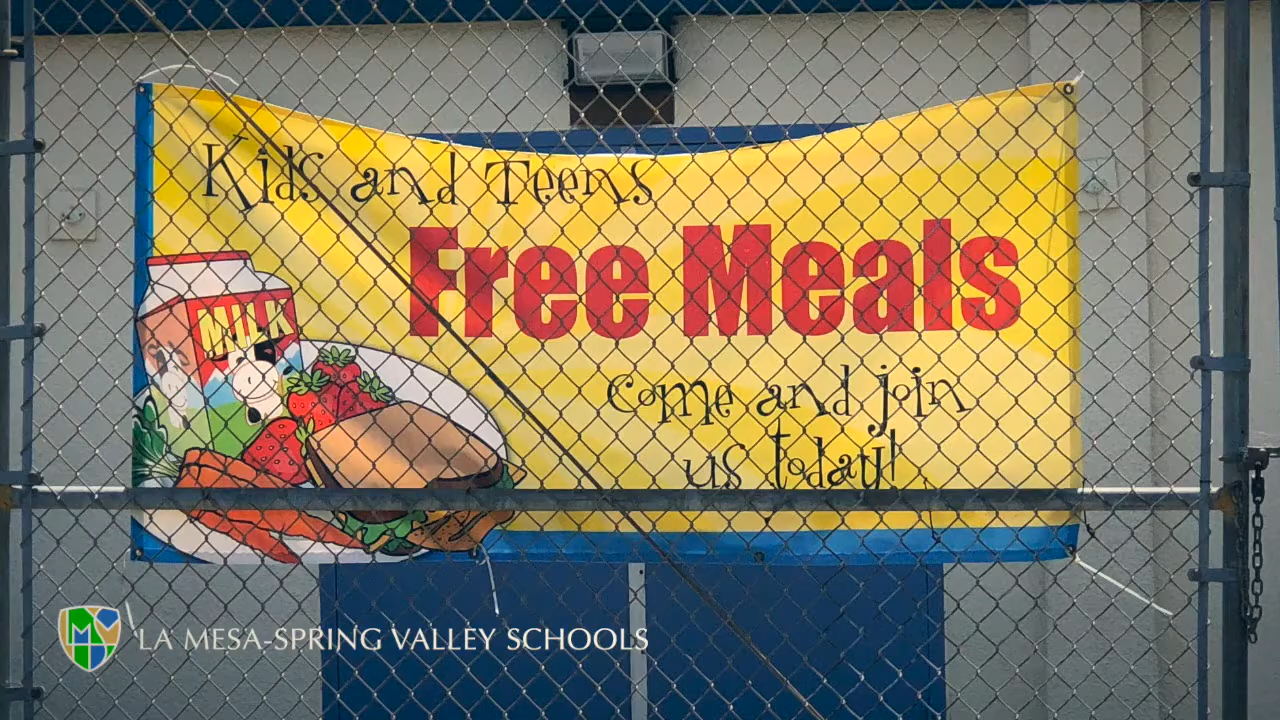 Kids and Teens
Free Meals
MILK
come and join
us today!
LA MESA-SPRING VALLEY SCHOOLS